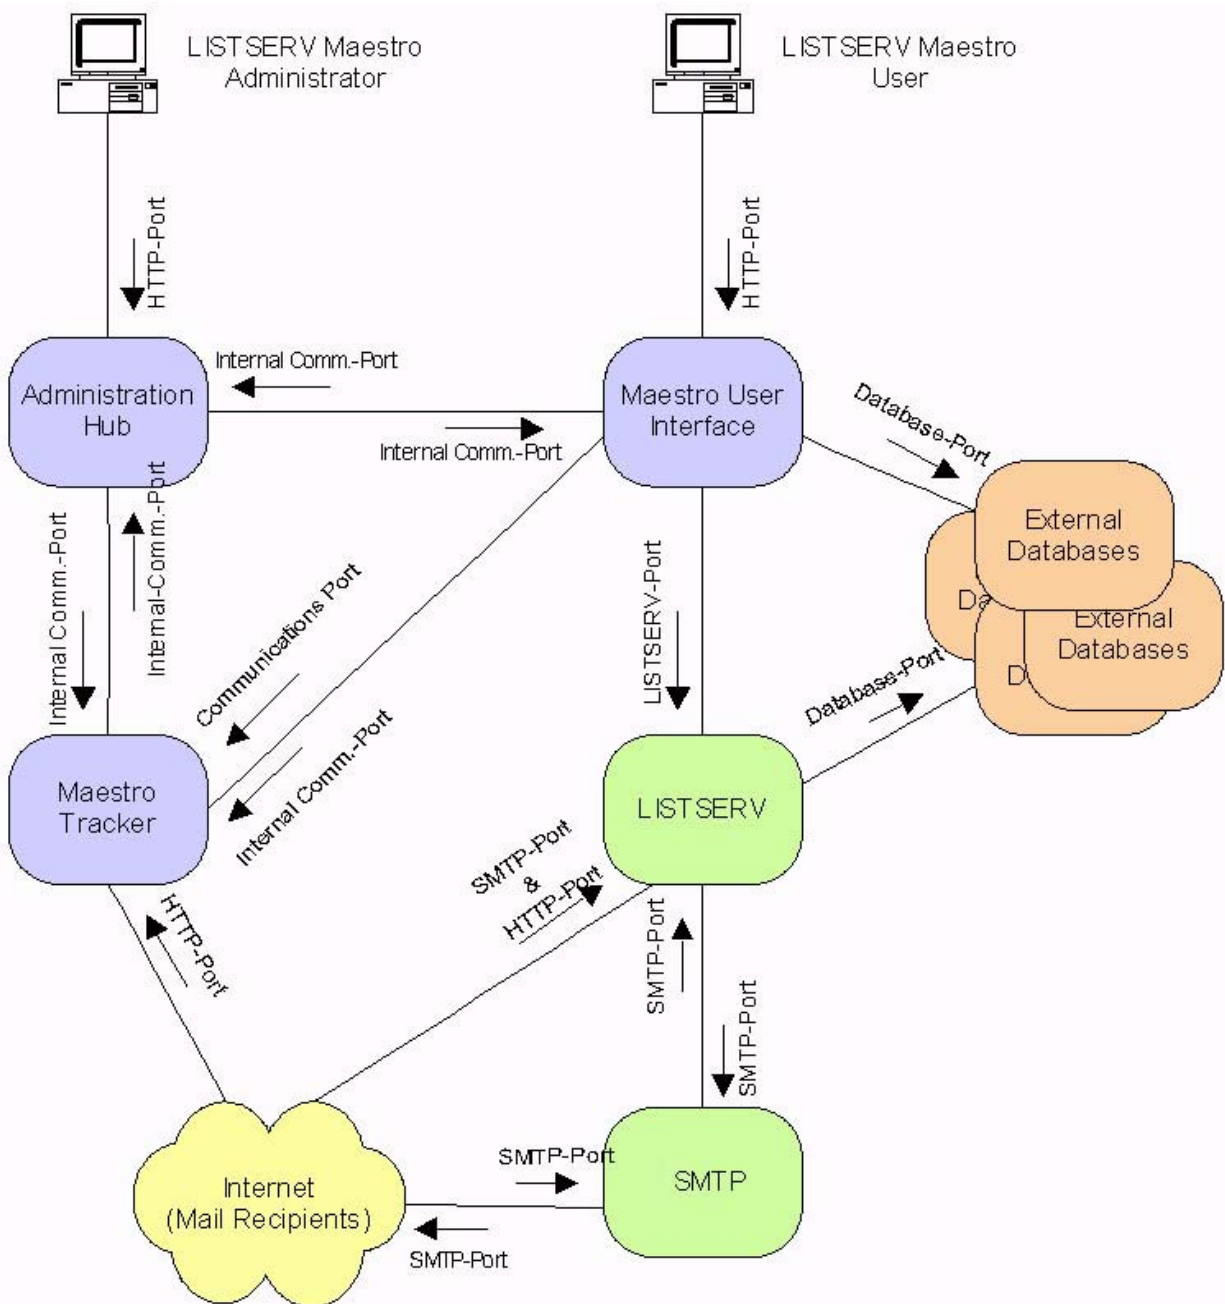 LISTSERV Maestro
Administrator
LISTSERV Maestro
User
HTTP-Port
HTTP-Port
Internal Comm.-Port
Administration
Hub
Maestro User
Interface
Internal Comm.-Port
Database-Port
External
Databases
Internal Comm.-Port
Internal-Comm.-Port
Communications Port
LISTSERV-Port
Da
External
Databases
D
Database-Port
Internal Comm.-Port
Maestro
Tracker
LISTSERV
SMTP-Port
&
HTTP-Port
HTTP-Port
SMTP-Port
SMTP-Port
SMTP-Port
SMTP
Internet
(Mail Recipients)
SMTP-Port